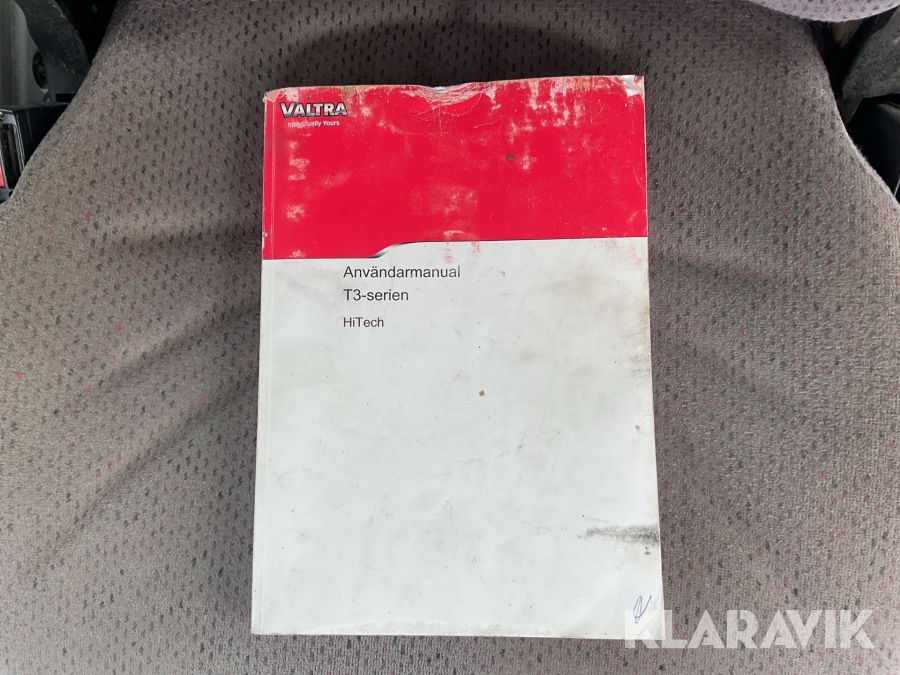 VALTRA
Individually Yours
Användarmanual
T3-serien
HiTech
KLARAVIK